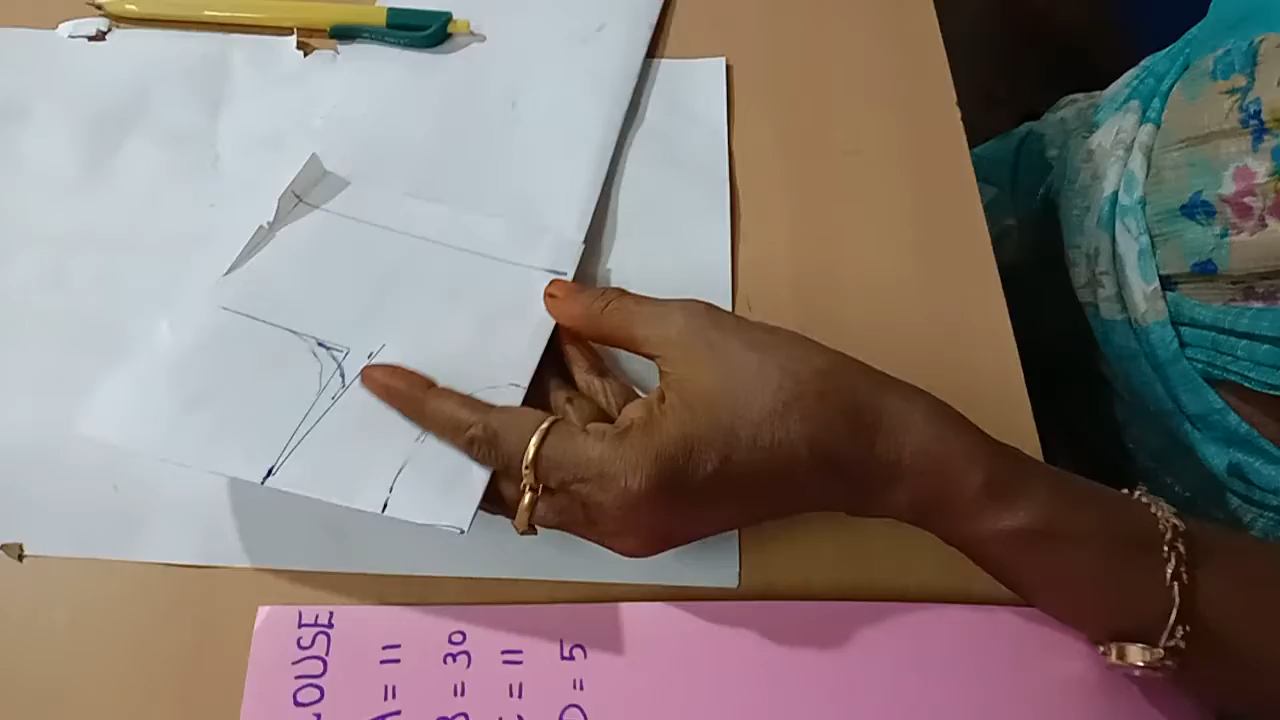 LOUSE
A = 11
B = 30
C = 11
D = 5